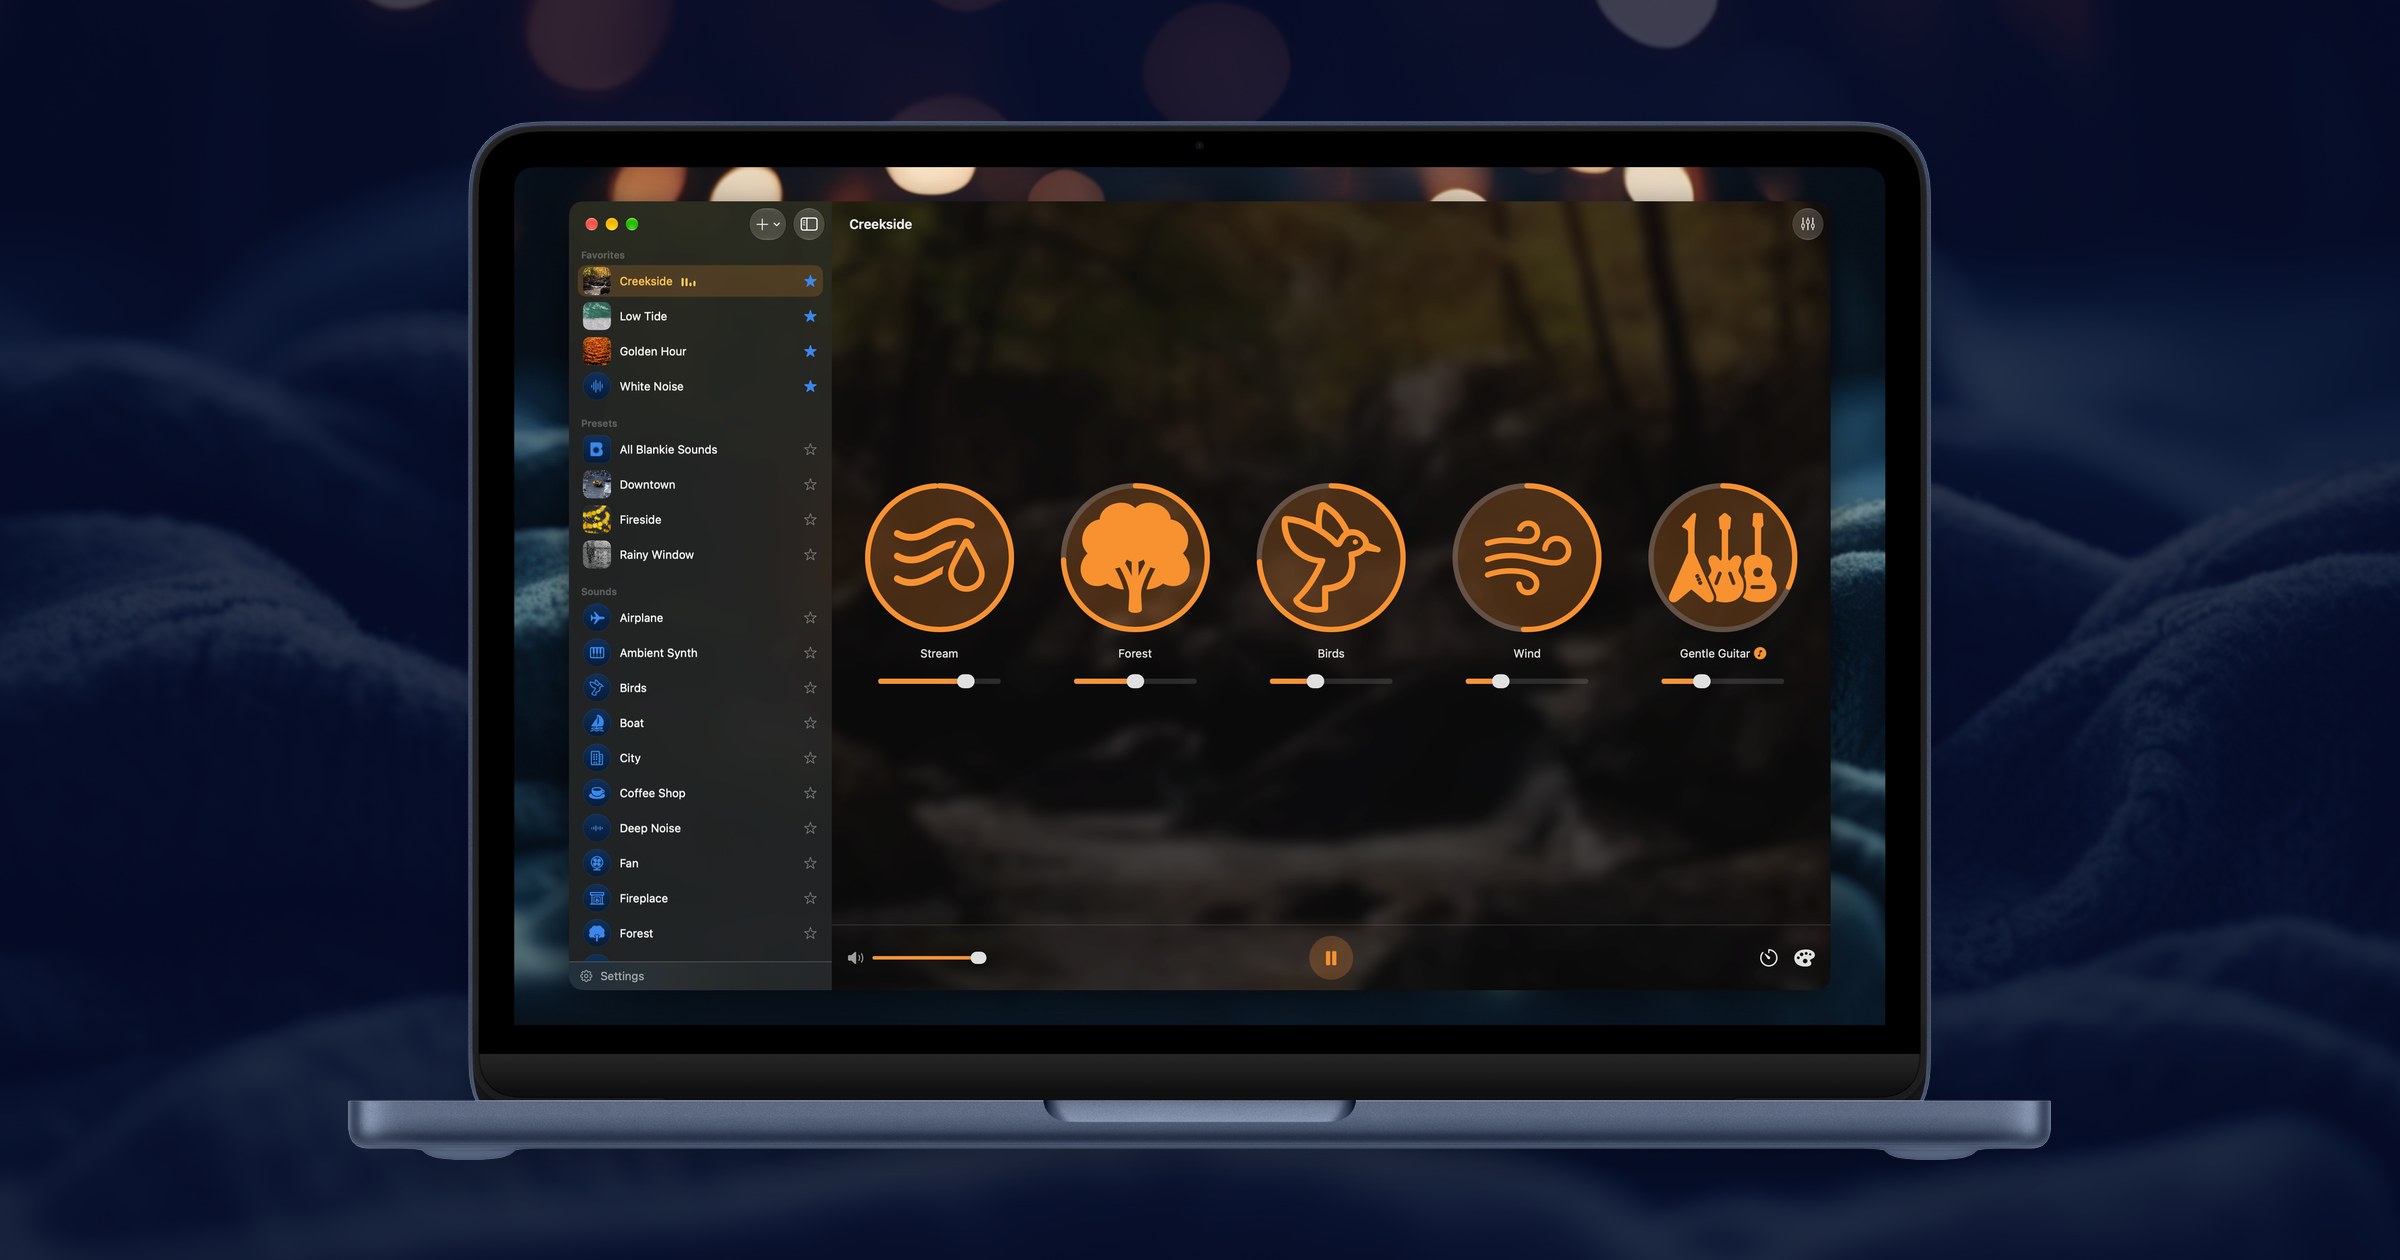 Creekside
Favorites
Creekside
Low Tide
Golden Hour
White Noise
Presets
All Blankie Sounds
Downtown
Fireside
Rainy Window
Sounds
Airplane
Ambient Synth
Birds
Boat
City
Coffee Shop
Deep Noise
Fan
Fireplace
Forest
Settings
Stream
Forest
Birds
Wind
Gentle Guitar